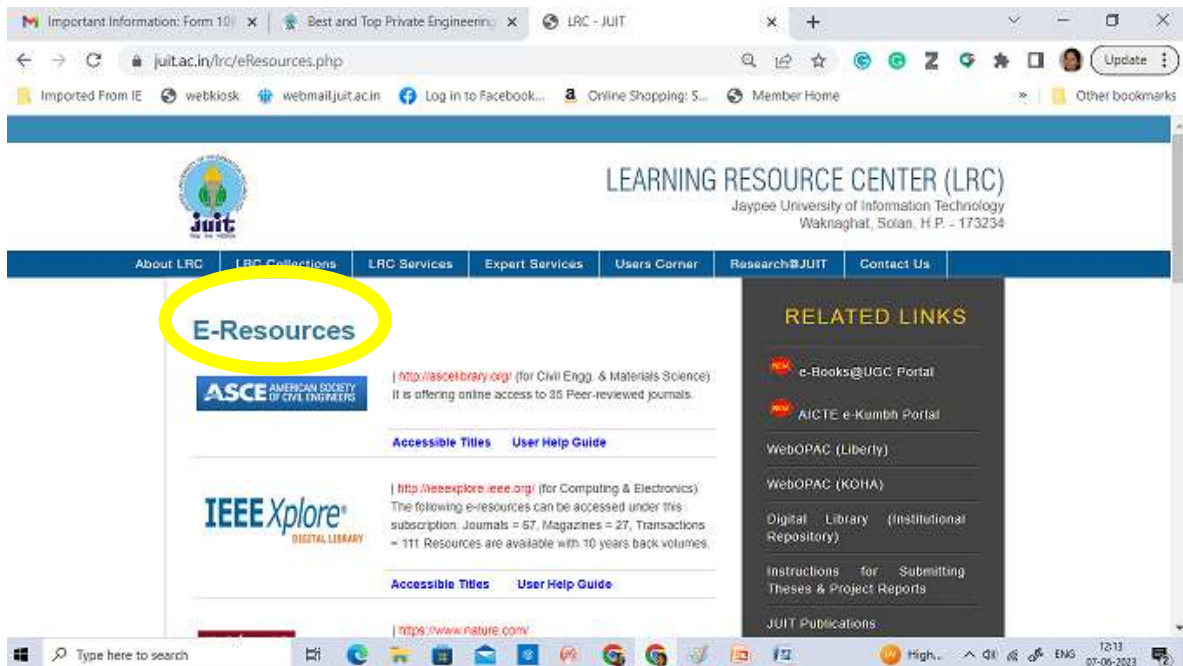 Important Information: Form 10
Best and Top Private Engineering
LRC - JUIT
juit.ac.in/lrc/eResources.php
Update
Imported From IE
webkiosk
webmail.juit.ac.in
Log in to Facebook...
Online Shopping: S...
Member Home
»
Other bookmarks
juit
LEARNING RESOURCE CENTER (LRC)
Jaypee University of Information Technology
Waknaghat, Solan, H.P. - 173234
About LRC
LRC Collections
LRC Services
Expert Services
Users Corner
Research@JUIT
Contact Us
E-Resources
ASCE AMERICAN SOCIETY
OF CIVIL ENGINEERS
| http://ascelibrary.org/ (for Civil Engg. & Materials Science)
It is offering online access to 35 Peer-reviewed journals.
Accessible Titles User Help Guide
IEEE Xplore®
DIGITAL LIBRARY
| http://ieeexplore.ieee.org/ (for Computing & Electronics)
The following e-resources can be accessed under this
subscription: Journals = 67, Magazines = 27, Transactions
= 111 Resources are available with 10 years back volumes.
Accessible Titles User Help Guide
| https://www.nature.com/
RELATED LINKS
NEW e-Books@UGC Portal
NEW AICTE e-Kumbh Portal
WebOPAC (Liberty)
WebOPAC (KOHA)
Digital Library (Institutional
Repository)
Instructions for Submitting
Theses & Project Reports
JUIT Publications
Type here to search
High...
ENG
12:13
07-06-2023